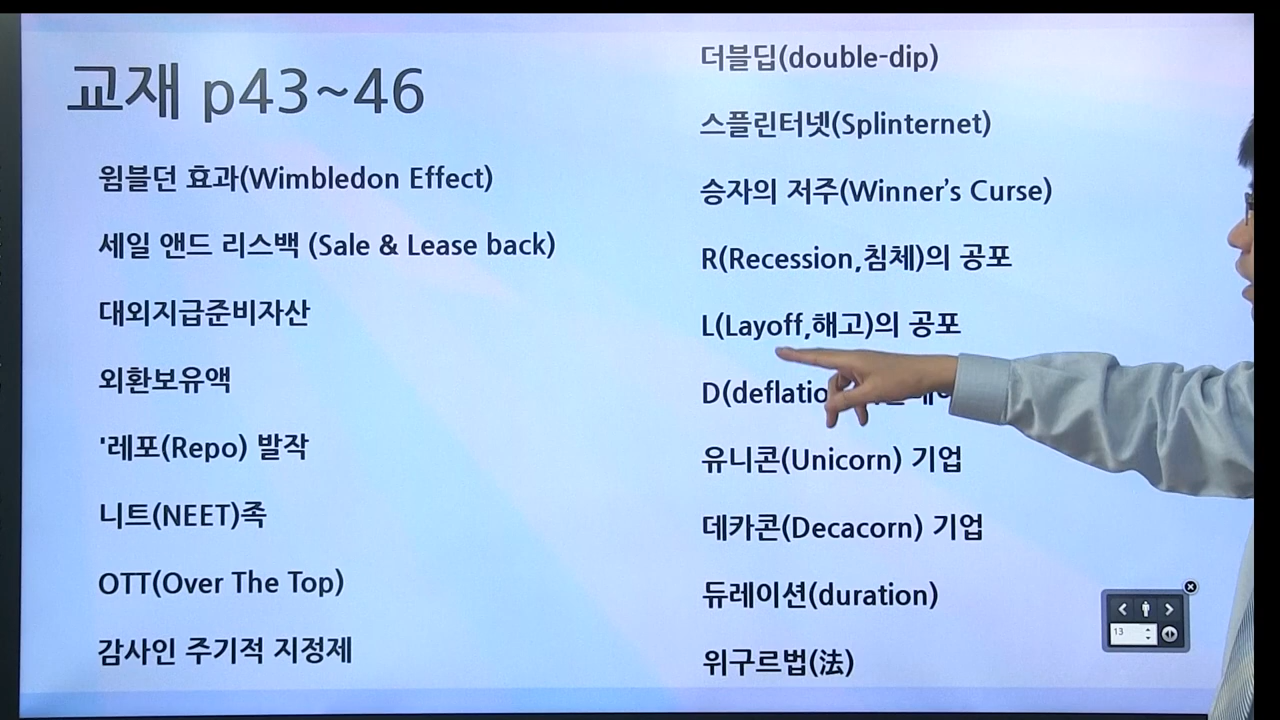 교재 p43~46
윔블던 효과(Wimbledon Effect)
세일 앤드 리스백 (Sale & Lease back)
대외지급준비자산
외환보유액
'레포(Repo) 발작
니트(NEET)족
OTT(Over The Top)
감사인 주기적 지정제
더블딥(double-dip)
스플린터넷(Splinternet)
승자의 저주(Winner's Curse)
R(Recession,침체)의 공포
L(Layoff,해고)의 공포
D(deflatio
유니콘(Unicorn) 기업
데카콘(Decacorn) 기업
듀레이션(duration)
위구르법(法)
13